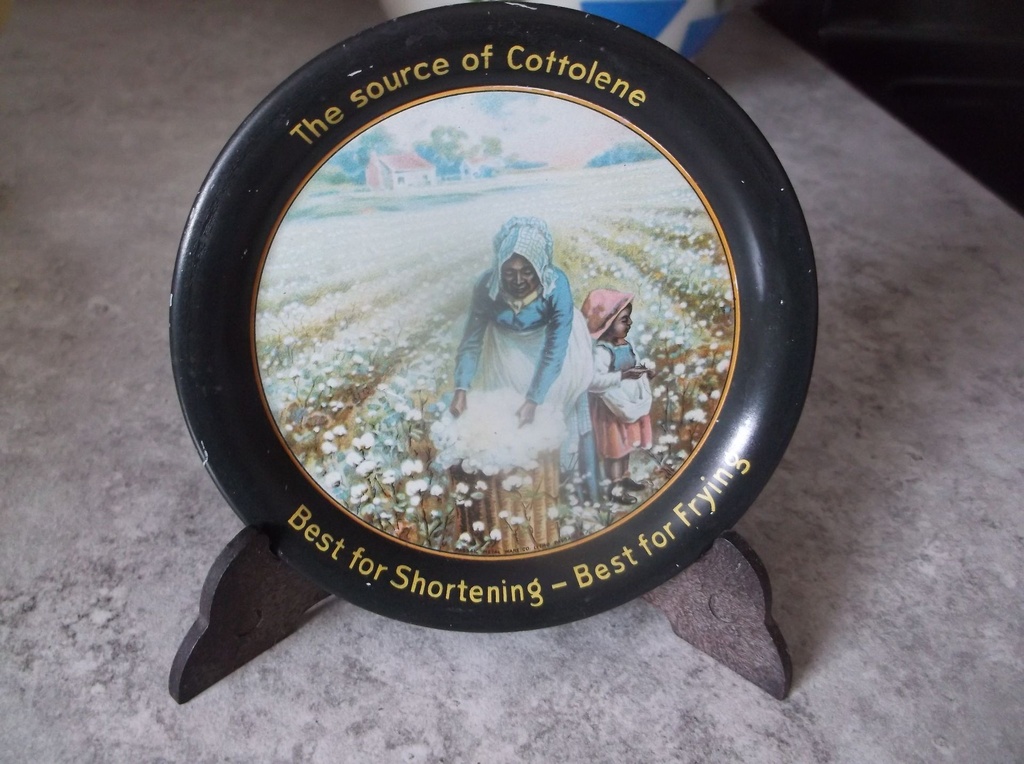 The source of Cottolene
Best for Shortening – Best for Frying